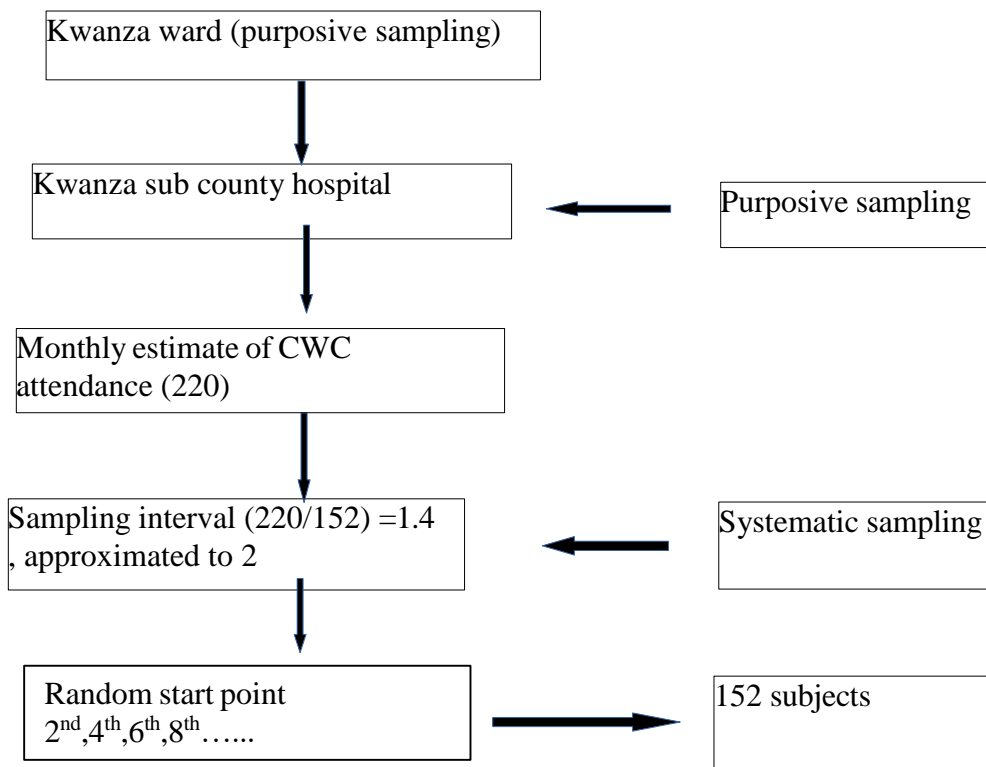 Kwanza ward (purposive sampling)
Kwanza sub county hospital
Purposive sampling
Monthly estimate of CWC
attendance (220)
Sampling interval (220/152) =1.4
, approximated to 2
Systematic sampling
Random start point
2nd,4th,6th,8th…...
152 subjects